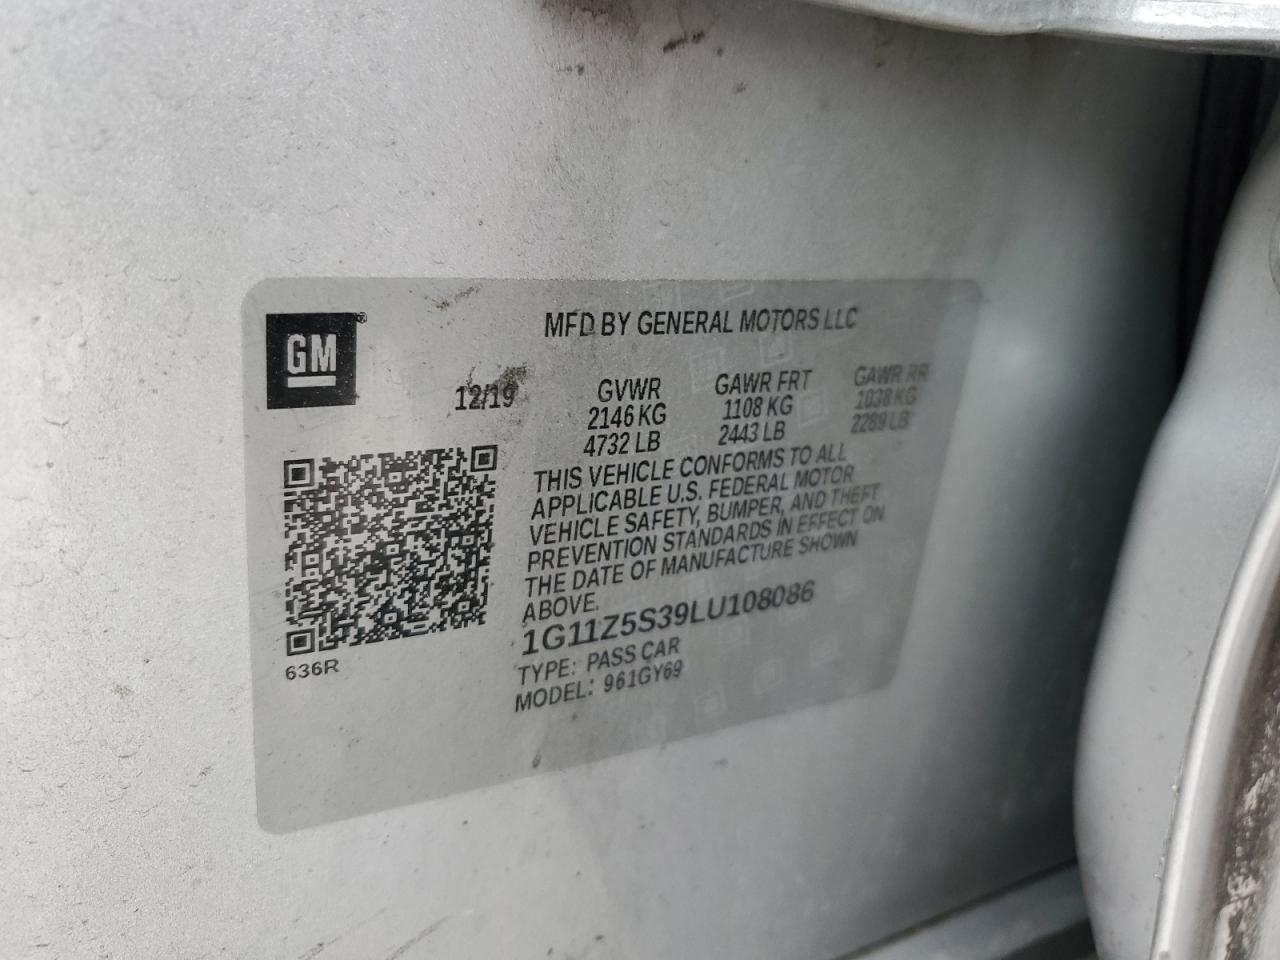 GM®
MFD BY GENERAL MOTORS LLC
12/19 GVWR GAWR FRT GAWR RR
2146 KG 1108 KG 1038 KG
4732 LB 2443 LB 2289 LB
THIS VEHICLE CONFORMS TO ALL
APPLICABLE U.S. FEDERAL MOTOR
VEHICLE SAFETY, BUMPER, AND THEFT
PREVENTION STANDARDS IN EFFECT ON
THE DATE OF MANUFACTURE SHOWN
ABOVE.
1G11Z5S39LU108086
TYPE: PASS CAR
MODEL: 961GY69
636R